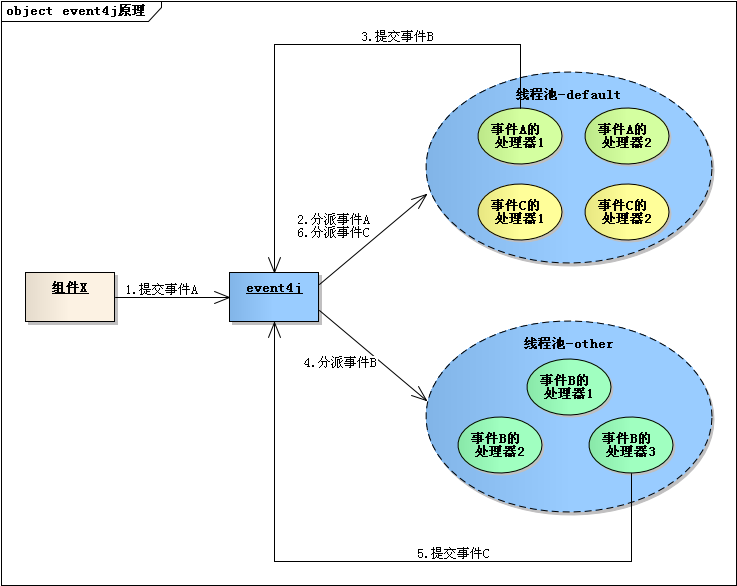 object event4j原理
3.提交事件B
线程池-default
事件A的
处理器1
事件A的
处理器2
事件C的
处理器1
事件C的
处理器2
2.分派事件A
6.分派事件C
组件X
1.提交事件A
event4j
4.分派事件B
线程池-other
事件B的
处理器1
事件B的
处理器2
事件B的
处理器3
5.提交事件C